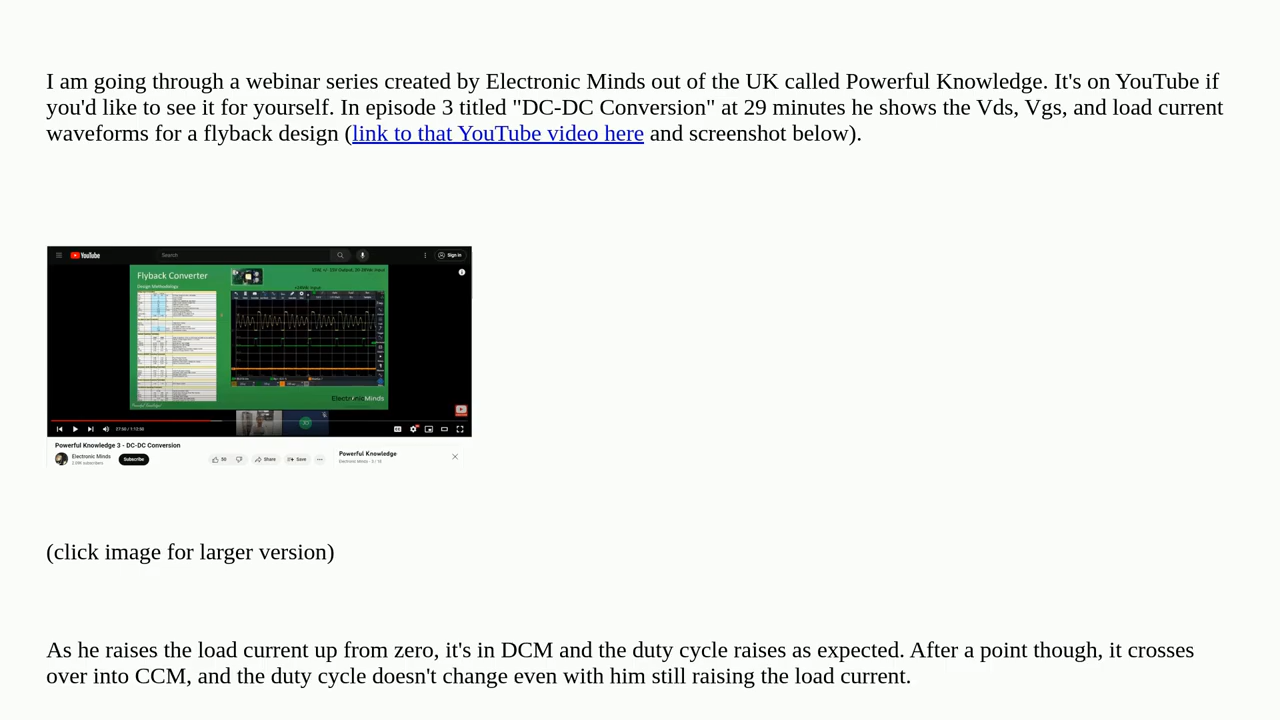 I am going through a webinar series created by Electronic Minds out of the UK called Powerful Knowledge. It's on YouTube if
you'd like to see it for yourself. In episode 3 titled "DC-DC Conversion" at 29 minutes he shows the Vds, Vgs, and load current
waveforms for a flyback design (link to that YouTube video here and screenshot below).
YouTube
Search
Sign in
Flyback Converter
Design Methodology
ElectronicMinds
Powerful Knowledge 3 - DC-DC Conversion
Electronic Minds
Subscribe
Share
Save
Powerful Knowledge
(click image for larger version)
As he raises the load current up from zero, it's in DCM and the duty cycle raises as expected. After a point though, it crosses
over into CCM, and the duty cycle doesn't change even with him still raising the load current.